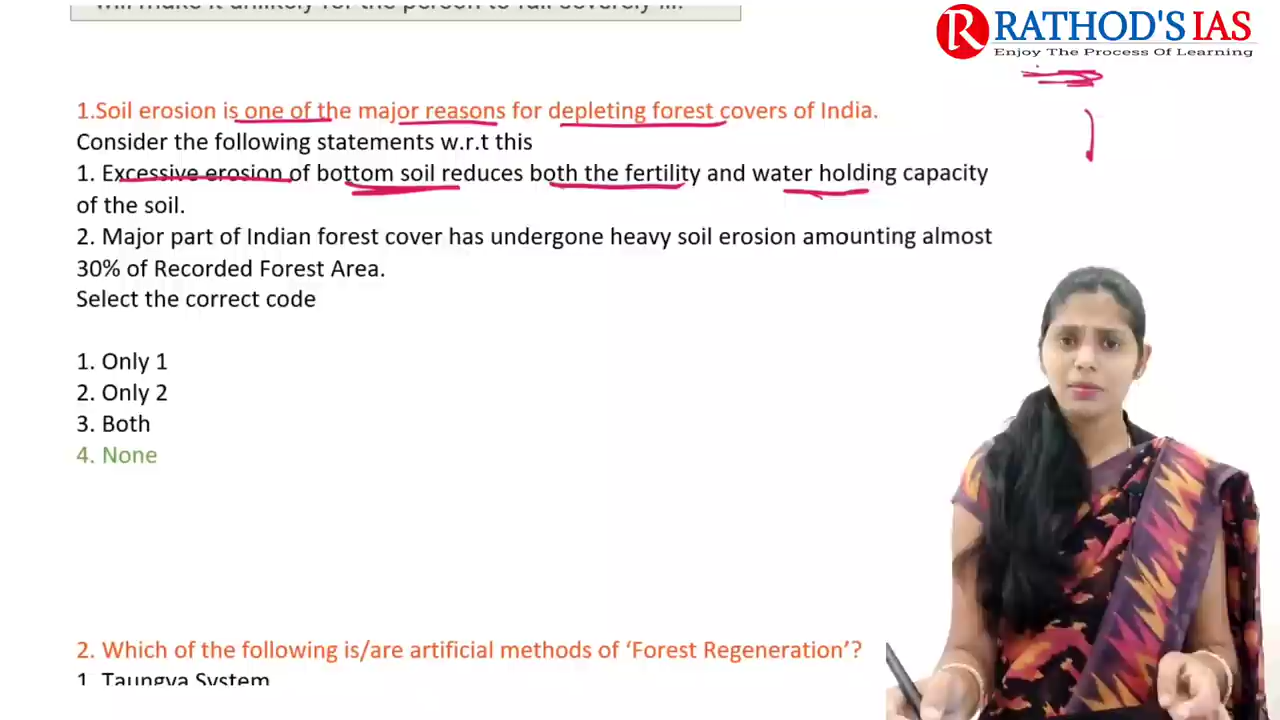 RATHOD'S IAS
Enjoy The Process Of Learning
1.Soil erosion is one of the major reasons for depleting forest covers of India.
Consider the following statements w.r.t this
1. Excessive erosion of bottom soil reduces both the fertility and water holding capacity
of the soil.
2. Major part of Indian forest cover has undergone heavy soil erosion amounting almost
30% of Recorded Forest Area.
Select the correct code
1. Only 1
2. Only 2
3. Both
4. None
2. Which of the following is/are artificial methods of ‘Forest Regeneration’?
1. Taungya System